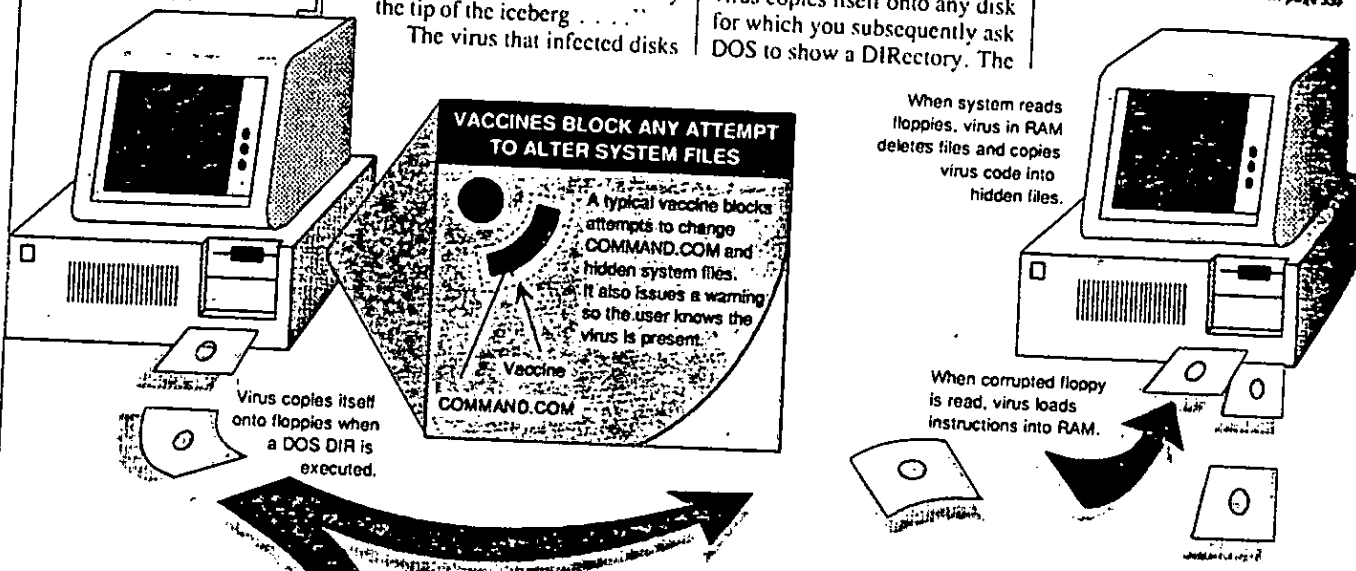 the tip of the iceberg . . . .
The virus that infected disks
virus copies itself onto any disk
for which you subsequently ask
DOS to show a DIRectory. The
VACCINES BLOCK ANY ATTEMPT
TO ALTER SYSTEM FILES
A typical vaccine blocks
attempts to change
COMMAND.COM and
hidden system files.
It also issues a warning
so the user knows the
virus is present.
Vaccine
COMMAND.COM
Virus copies itself
onto floppies when
a DOS DIR is
executed.
When system reads
floppies, virus in RAM
deletes files and copies
virus code into
hidden files.
When corrupted floppy
is read, virus loads
instructions into RAM.